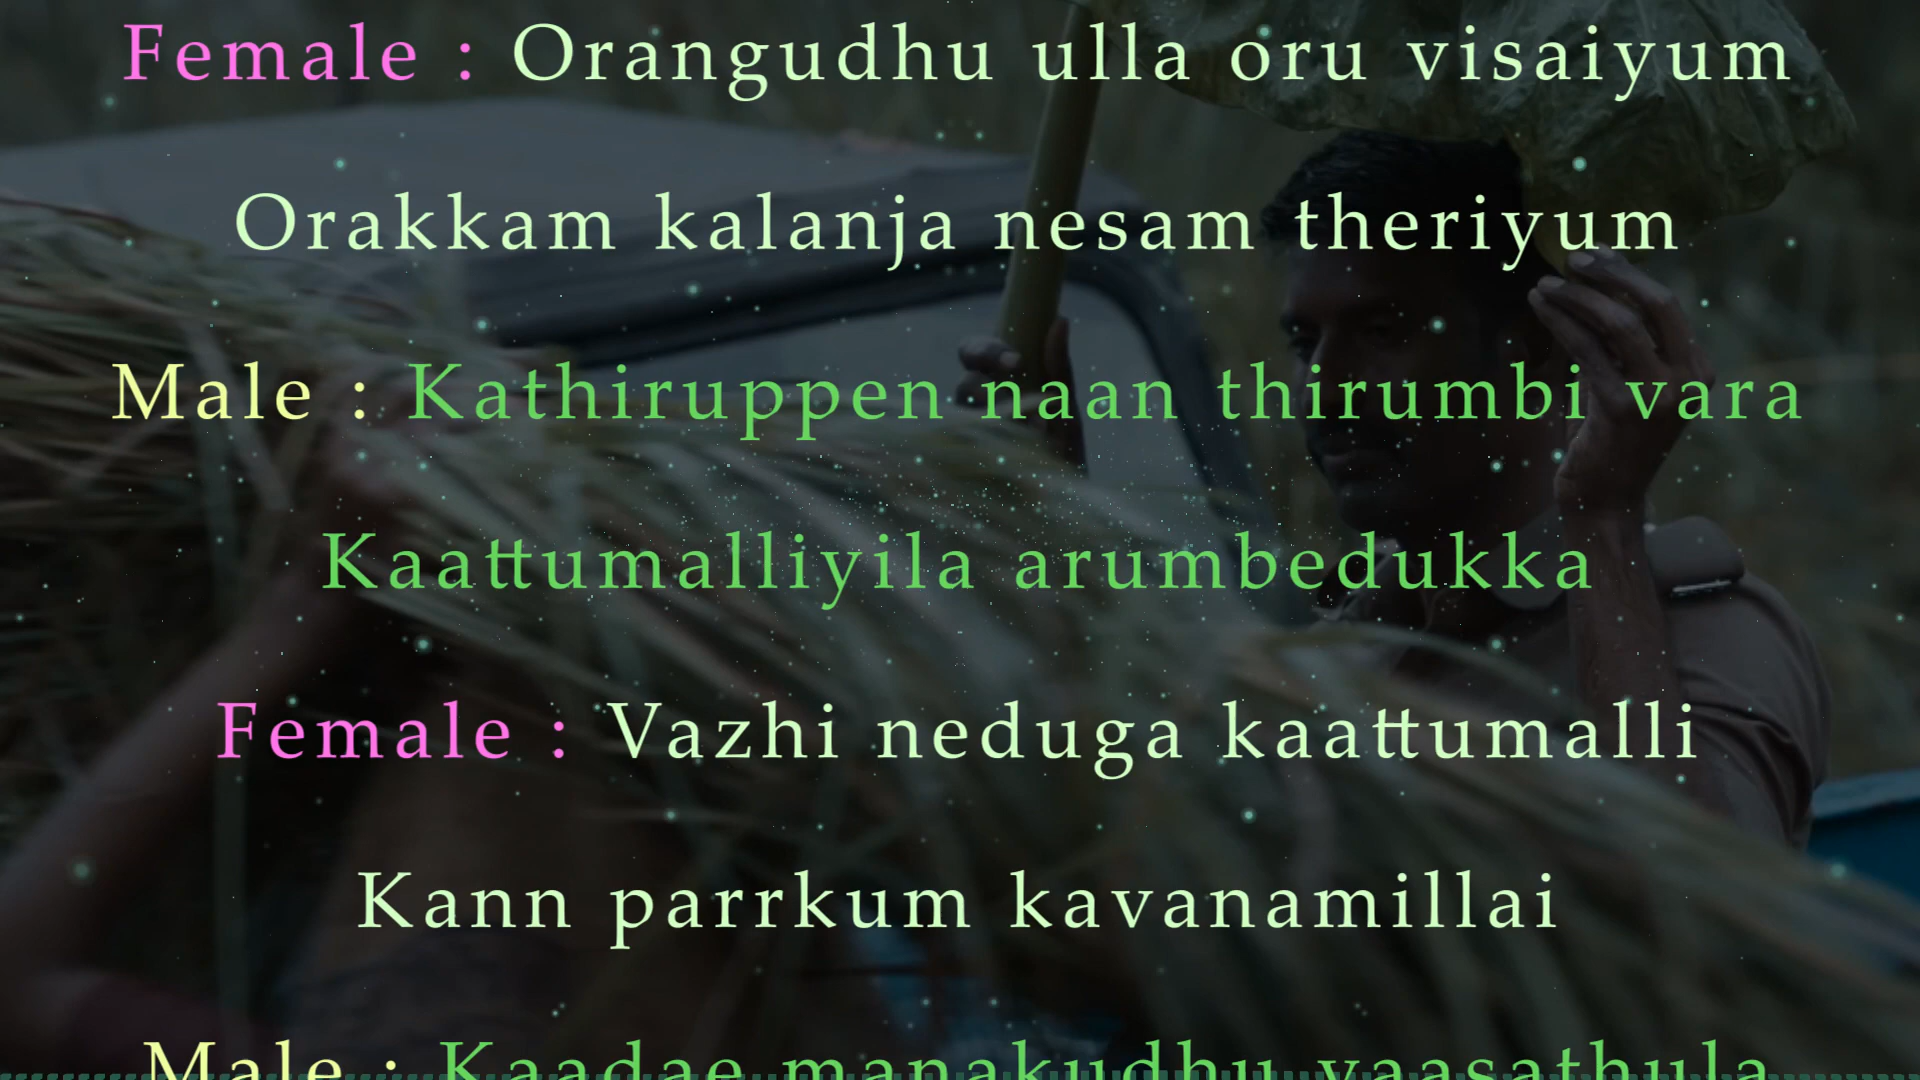 Female : Orangudhu ulla oru visaiyum
Orakkam kalanja nesam theriyum
Male : Kathiruppen naan thirumbi vara
Kaattumalliyila arumbedukka
Female : Vazhi neduga kaattumalli
Kann parrkum kavanamillai
Male : Kaadae manakudhu vaasathula